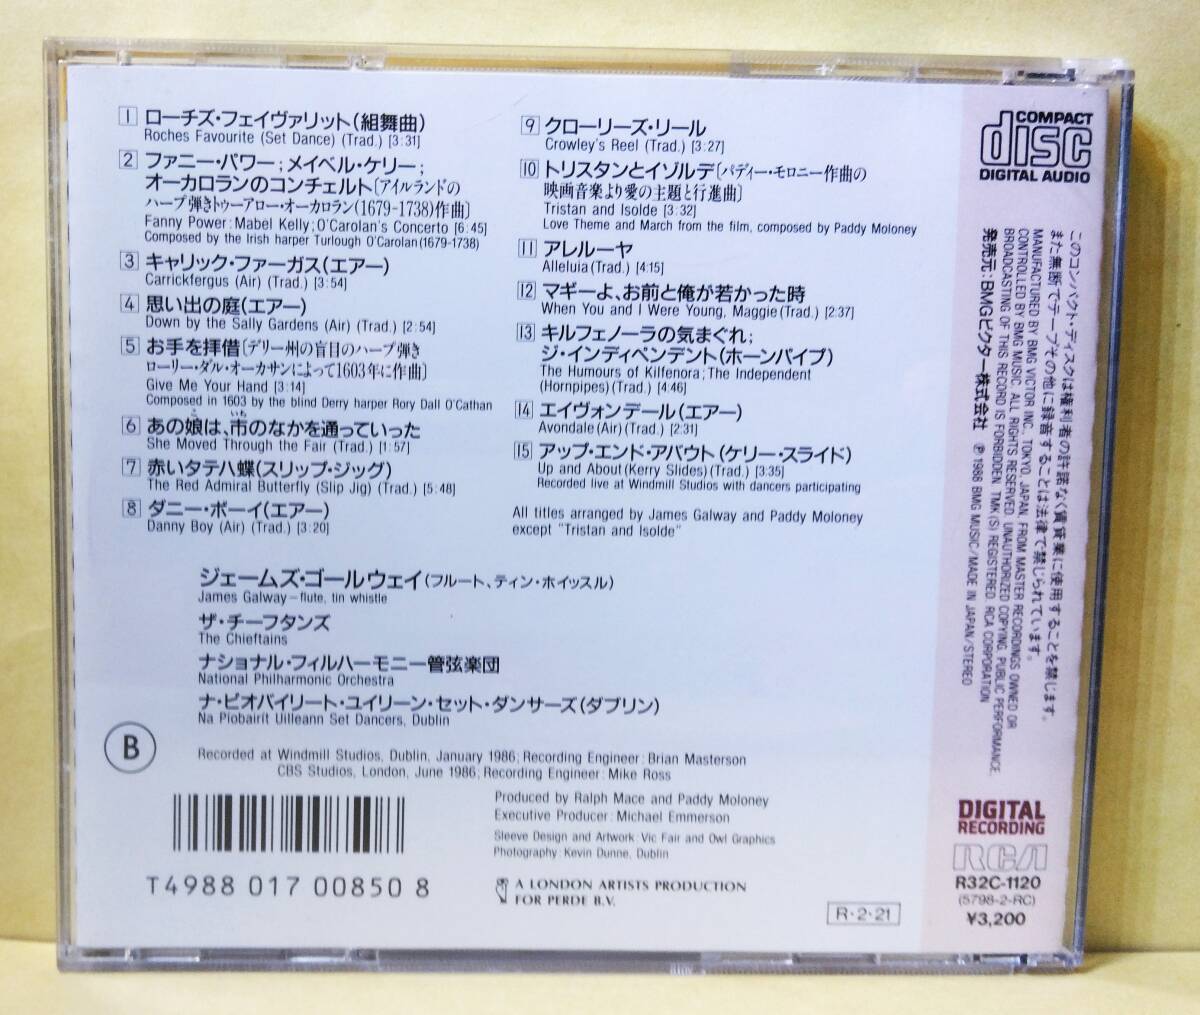 1 ローチズ・フェイヴァリット(組舞曲)
Roches Favourite (Set Dance) (Trad.) [3:31]
2 ファニー・パワー；メイベル・ケリー；
オーカロランのコンチェルト〔アイルランドの
ハープ弾きトゥーアロー・オーカロラン(1679-1738)作曲〕
Fanny Power: Mabel Kelly; O'Carolan's Concerto [6:45]
Composed by the Irish harper Turlough O'Carolan (1679-1738)
3 キャリック・ファーガス(エアー)
Carrickfergus (Air) (Trad.) [3:54]
4 思い出の庭(エアー)
Down by the Sally Gardens (Air) (Trad.) [2:54]
5 お手を拝借〔デリー州の盲目のハープ弾き
ローリー・ダル・オーカサンによって1603年に作曲〕
Give Me Your Hand [3:14]
Composed in 1603 by the blind Derry harper Rory Dall O'Cathan
6 あの娘は、市のなかを通っていった
She Moved Through the Fair (Trad.) [1:57]
7 赤いタテハ蝶(スリップ・ジッグ)
The Red Admiral Butterfly (Slip Jig) (Trad.) [5:48]
8 ダニー・ボーイ(エアー)
Danny Boy (Air) (Trad.) [3:20]
9 クローリーズ・リール
Crowley's Reel (Trad.) [3:27]
10 トリスタンとイゾルデ〔パディー・モロニー作曲の
映画音楽より愛の主題と行進曲〕
Tristan and Isolde [3:32]
Love Theme and March from the film, composed by Paddy Moloney
11 アレルーヤ
Alleluia (Trad.) [4:15]
12 マギーよ、お前と俺が若かった時
When You and I Were Young, Maggie (Trad.) [2:37]
13 キルフェノーラの気まぐれ；
ジ・インディペンデント(ホーンパイプ)
The Humours of Kilfenora; The Independent
(Hornpipes) (Trad.) [4:46]
14 エイヴォンデール(エアー)
Avondale (Air) (Trad.) [2:31]
15 アップ・エンド・アバウト(ケリー・スライド)
Up and About (Kerry Slides) (Trad.) [3:35]
Recorded live at Windmill Studios with dancers participating
All titles arranged by James Galway and Paddy Moloney
except "Tristan and Isolde"
ジェームズ・ゴールウェイ(フルート、ティン・ホイッスル)
James Galway—flute, tin whistle
ザ・チーフタンズ
The Chieftains
ナショナル・フィルハーモニー管弦楽団
National Philharmonic Orchestra
ナ・ピオバイリート・ユイリーン・セット・ダンサーズ(ダブリン)
Na Píobairít Uilleann Set Dancers, Dublin
B
Recorded at Windmill Studios, Dublin, January 1986; Recording Engineer: Brian Masterson
CBS Studios, London, June 1986; Recording Engineer: Mike Ross
Produced by Ralph Mace and Paddy Moloney
Executive Producer: Michael Emmerson
Sleeve Design and Artwork: Vic Fair and Owl Graphics
Photography: Kevin Dunne, Dublin
T4988 017 00850 8
A LONDON ARTISTS PRODUCTION
FOR PERDE B.V.
R・2・21
COMPACT
disc
DIGITAL AUDIO
このコンパクト・ディスクは権利者の許諾なく賃貸業に使用することを禁じます。
また無断でテープその他に録音することは法律で禁じられています。
MANUFACTURED BY BMG VICTOR INC., TOKYO, JAPAN, FROM MASTER RECORDINGS OWNED OR
CONTROLLED BY BMG MUSIC. ALL RIGHTS RESERVED. UNAUTHORIZED COPYING, PUBLIC PERFORMANCE,
BROADCASTING OF THIS RECORD IS FORBIDDEN. TMK(S) REGISTERED. RCA CORPORATION
発売元：BMGビクター株式会社 Ⓟ 1986 BMG MUSIC/MADE IN JAPAN/STEREO
DIGITAL
RECORDING
RCA
R32C-1120
(5798-2-RC)
¥3,200